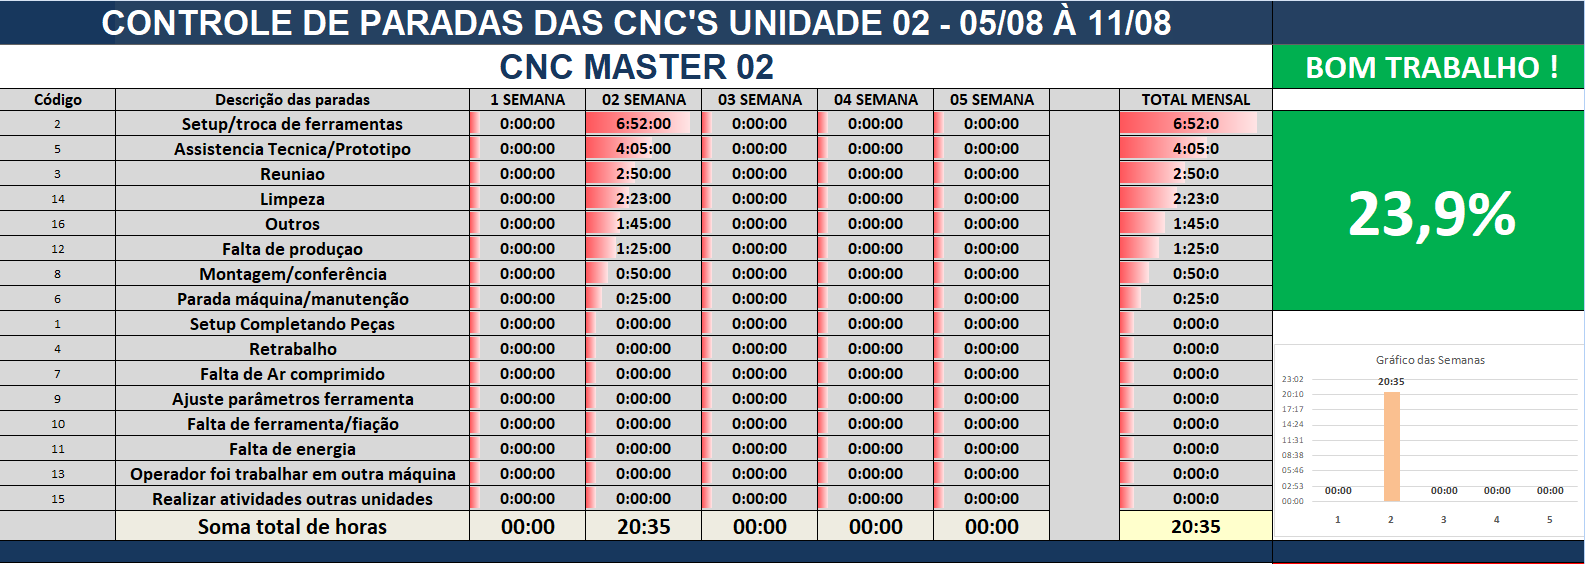 CONTROLE DE PARADAS DAS CNC'S UNIDADE 02 - 05/08 À 11/08
CNC MASTER 02
BOM TRABALHO !
Código Descrição das paradas 1 SEMANA 02 SEMANA 03 SEMANA 04 SEMANA 05 SEMANA TOTAL MENSAL
2 Setup/troca de ferramentas 0:00:00 6:52:00 0:00:00 0:00:00 0:00:00 6:52:0
5 Assistencia Tecnica/Prototipo 0:00:00 4:05:00 0:00:00 0:00:00 0:00:00 4:05:0
3 Reuniao 0:00:00 2:50:00 0:00:00 0:00:00 0:00:00 2:50:0
14 Limpeza 0:00:00 2:23:00 0:00:00 0:00:00 0:00:00 2:23:0
16 Outros 0:00:00 1:45:00 0:00:00 0:00:00 0:00:00 1:45:0
12 Falta de produçao 0:00:00 1:25:00 0:00:00 0:00:00 0:00:00 1:25:0
8 Montagem/conferência 0:00:00 0:50:00 0:00:00 0:00:00 0:00:00 0:50:0
6 Parada máquina/manutenção 0:00:00 0:25:00 0:00:00 0:00:00 0:00:00 0:25:0
1 Setup Completando Peças 0:00:00 0:00:00 0:00:00 0:00:00 0:00:00 0:00:0
4 Retrabalho 0:00:00 0:00:00 0:00:00 0:00:00 0:00:00 0:00:0
7 Falta de Ar comprimido 0:00:00 0:00:00 0:00:00 0:00:00 0:00:00 0:00:0
9 Ajuste parâmetros ferramenta 0:00:00 0:00:00 0:00:00 0:00:00 0:00:00 0:00:0
10 Falta de ferramenta/fiação 0:00:00 0:00:00 0:00:00 0:00:00 0:00:00 0:00:0
11 Falta de energia 0:00:00 0:00:00 0:00:00 0:00:00 0:00:00 0:00:0
13 Operador foi trabalhar em outra máquina 0:00:00 0:00:00 0:00:00 0:00:00 0:00:00 0:00:0
15 Realizar atividades outras unidades 0:00:00 0:00:00 0:00:00 0:00:00 0:00:00 0:00:0
Soma total de horas 00:00 20:35 00:00 00:00 00:00 20:35
23,9%
Gráfico das Semanas
23:02
20:10
17:17
14:24
11:31
08:38
05:46
02:53
00:00
00:00 20:35 00:00 00:00 00:00
1 2 3 4 5